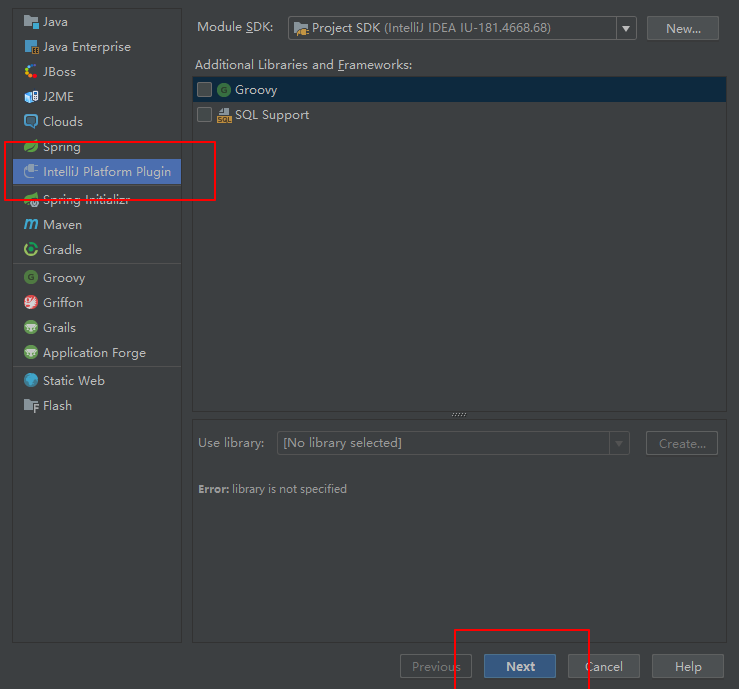 Java
Java Enterprise
JBoss
J2ME
Clouds
Spring
IntelliJ Platform Plugin
Spring Initializr
Maven
Gradle
Groovy
Griffon
Grails
Application Forge
Static Web
Flash
Module SDK:
Project SDK (IntelliJ IDEA IU-181.4668.68)
New...
Additional Libraries and Frameworks:
Groovy
SQL Support
Use library:
[No library selected]
Create...
Error: library is not specified
Previous
Next
Cancel
Help